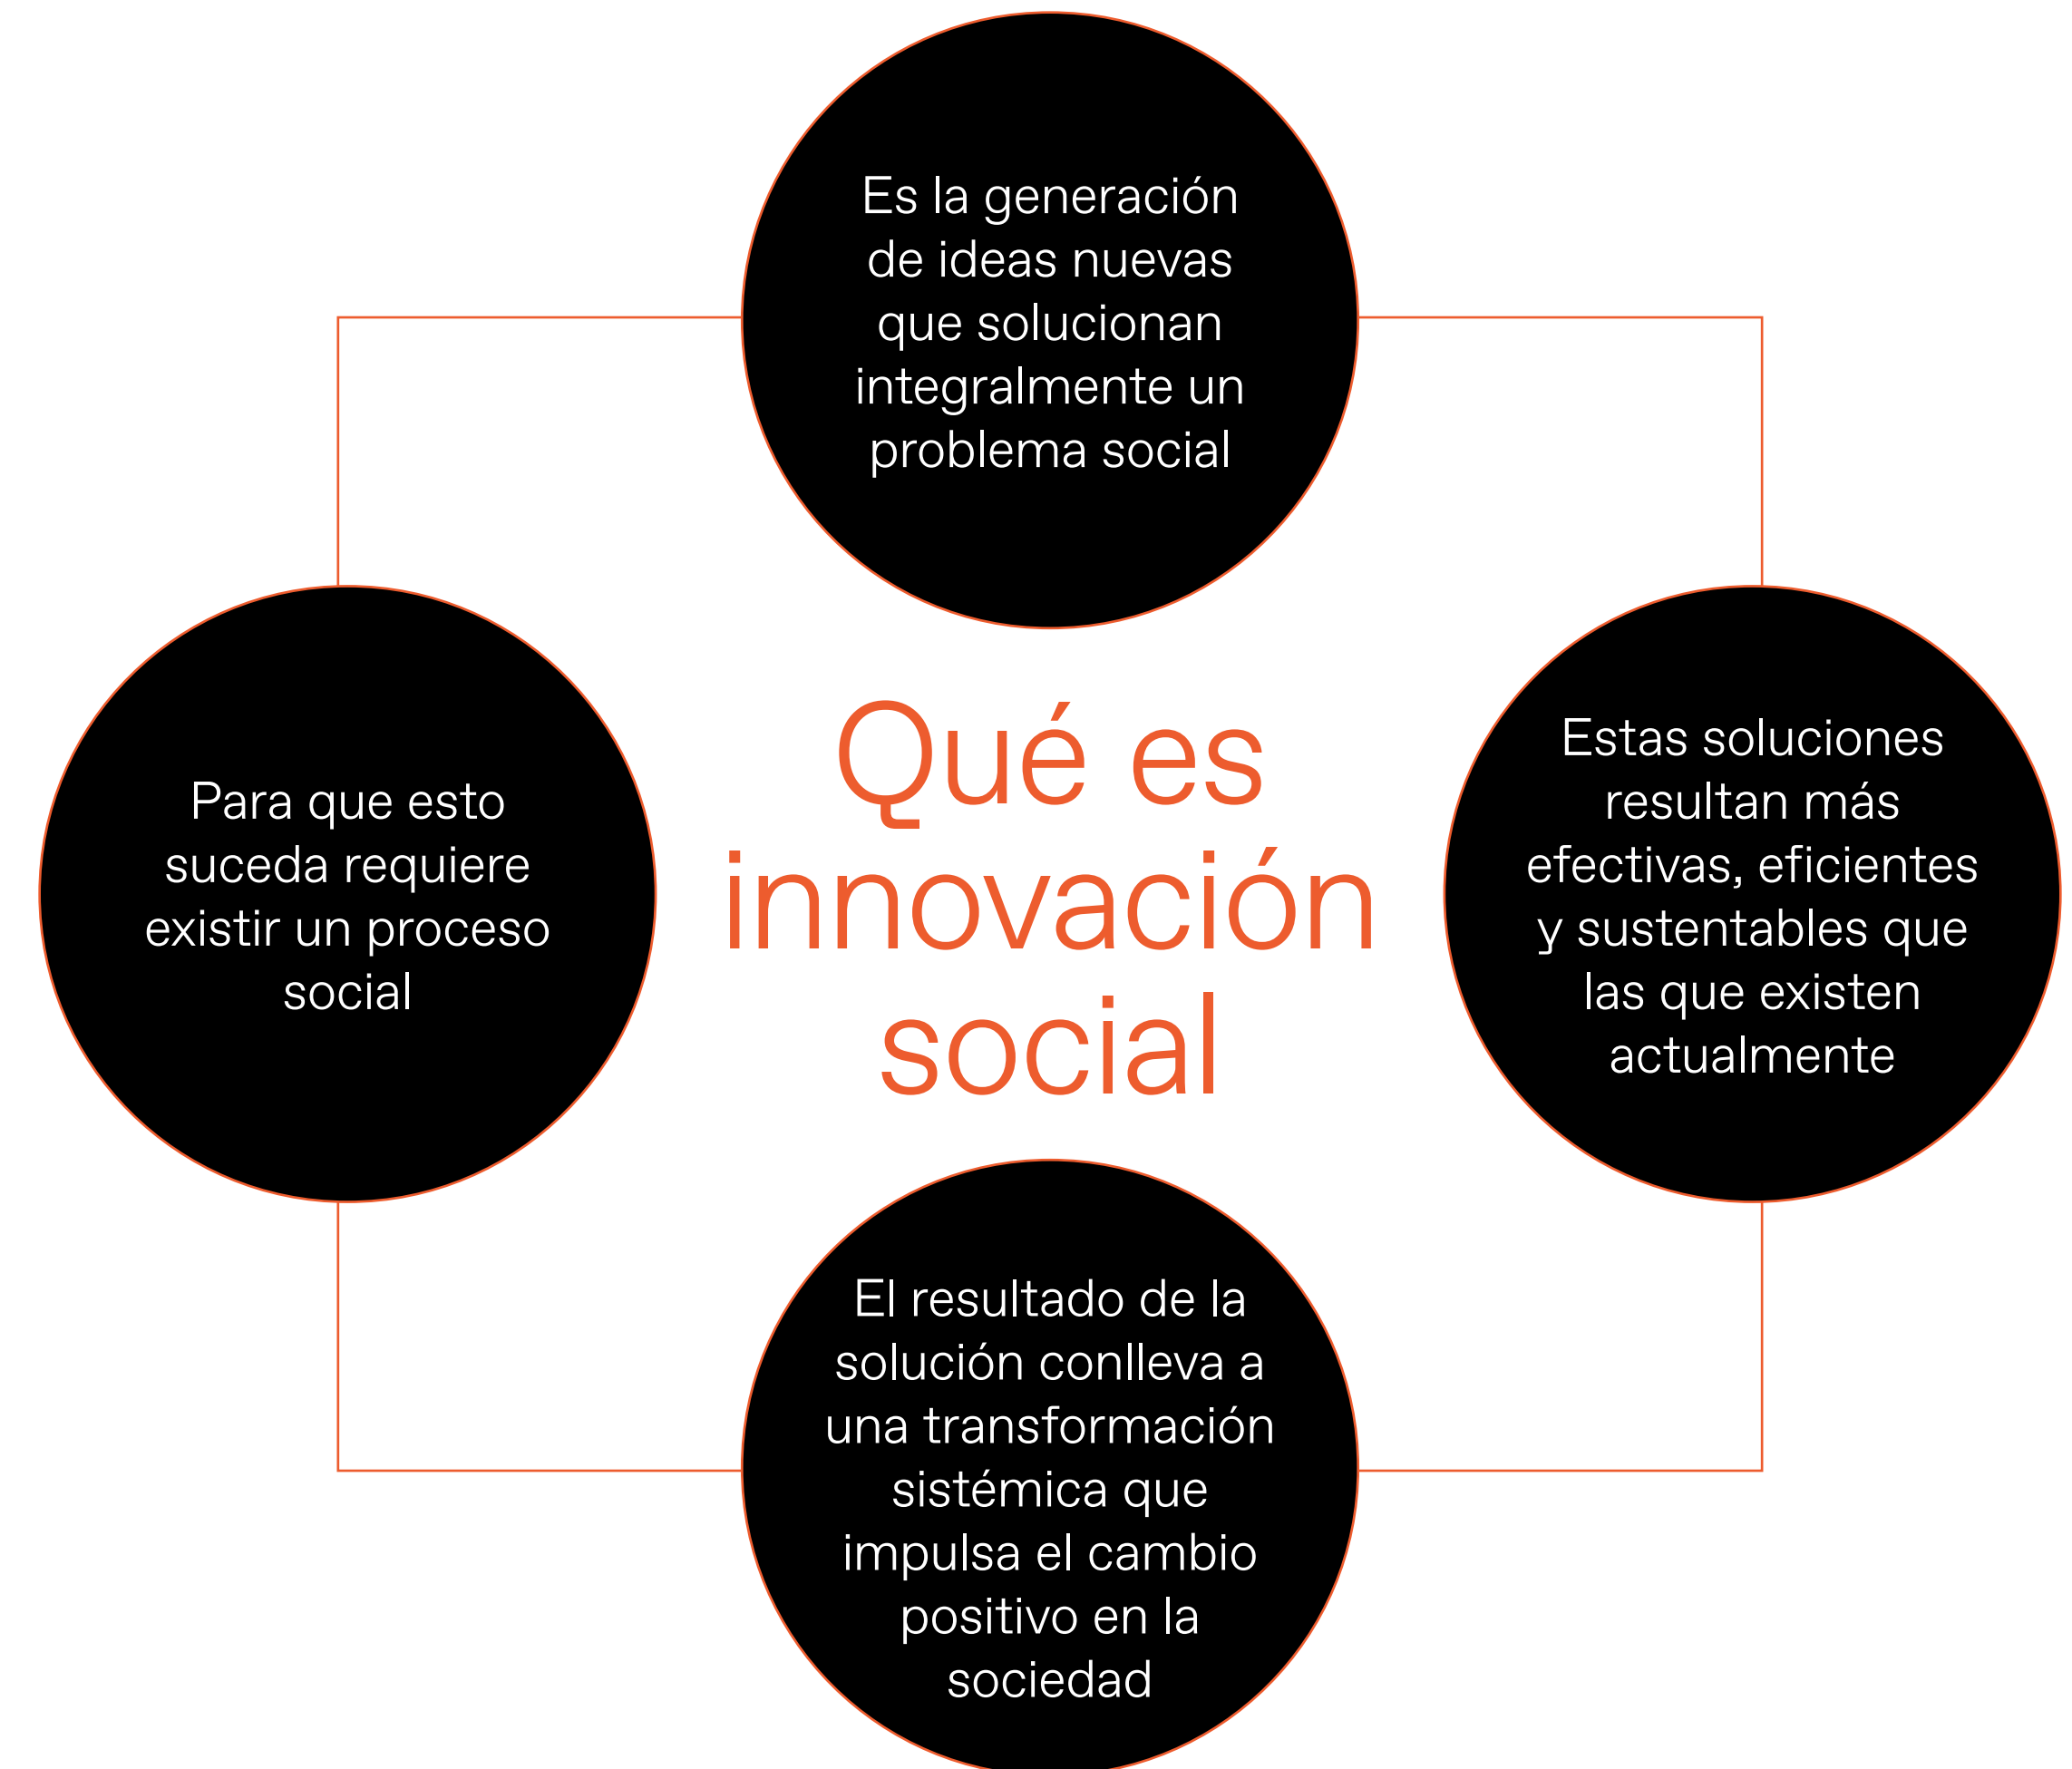 Es la generación
de ideas nuevas
que solucionan
integralmente un
problema social
Qué es
innovación
social
Estas soluciones
resultan más
efectivas, eficientes
y sustentables que
las que existen
actualmente
El resultado de la
solución conlleva a
una transformación
sistémica que
impulsa el cambio
positivo en la
sociedad
Para que esto
suceda requiere
existir un proceso
social